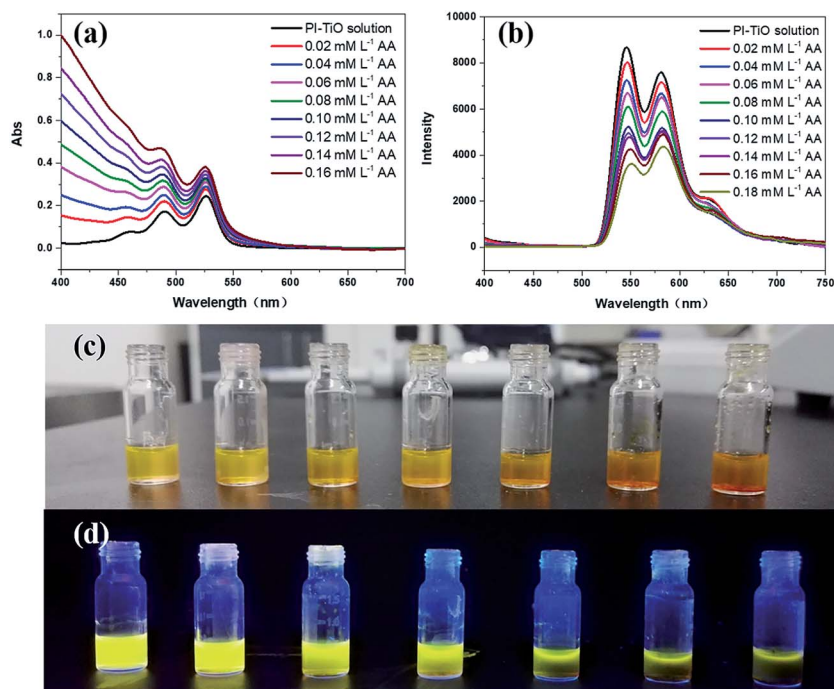 (a)
PI-TiO solution
0.02 mM L⁻¹ AA
0.04 mM L⁻¹ AA
0.06 mM L⁻¹ AA
0.08 mM L⁻¹ AA
0.10 mM L⁻¹ AA
0.12 mM L⁻¹ AA
0.14 mM L⁻¹ AA
0.16 mM L⁻¹ AA
Abs
1.0
0.8
0.6
0.4
0.2
0.0
400 450 500 550 600 650 700
Wavelength（nm）
(b)
PI-TiO solution
0.02 mM L⁻¹ AA
0.04 mM L⁻¹ AA
0.06 mM L⁻¹ AA
0.08 mM L⁻¹ AA
0.10 mM L⁻¹ AA
0.12 mM L⁻¹ AA
0.14 mM L⁻¹ AA
0.16 mM L⁻¹ AA
0.18 mM L⁻¹ AA
Intensity
10000
8000
6000
4000
2000
0
400 450 500 550 600 650 700 750
Wavelength（nm）
(c)
(d)